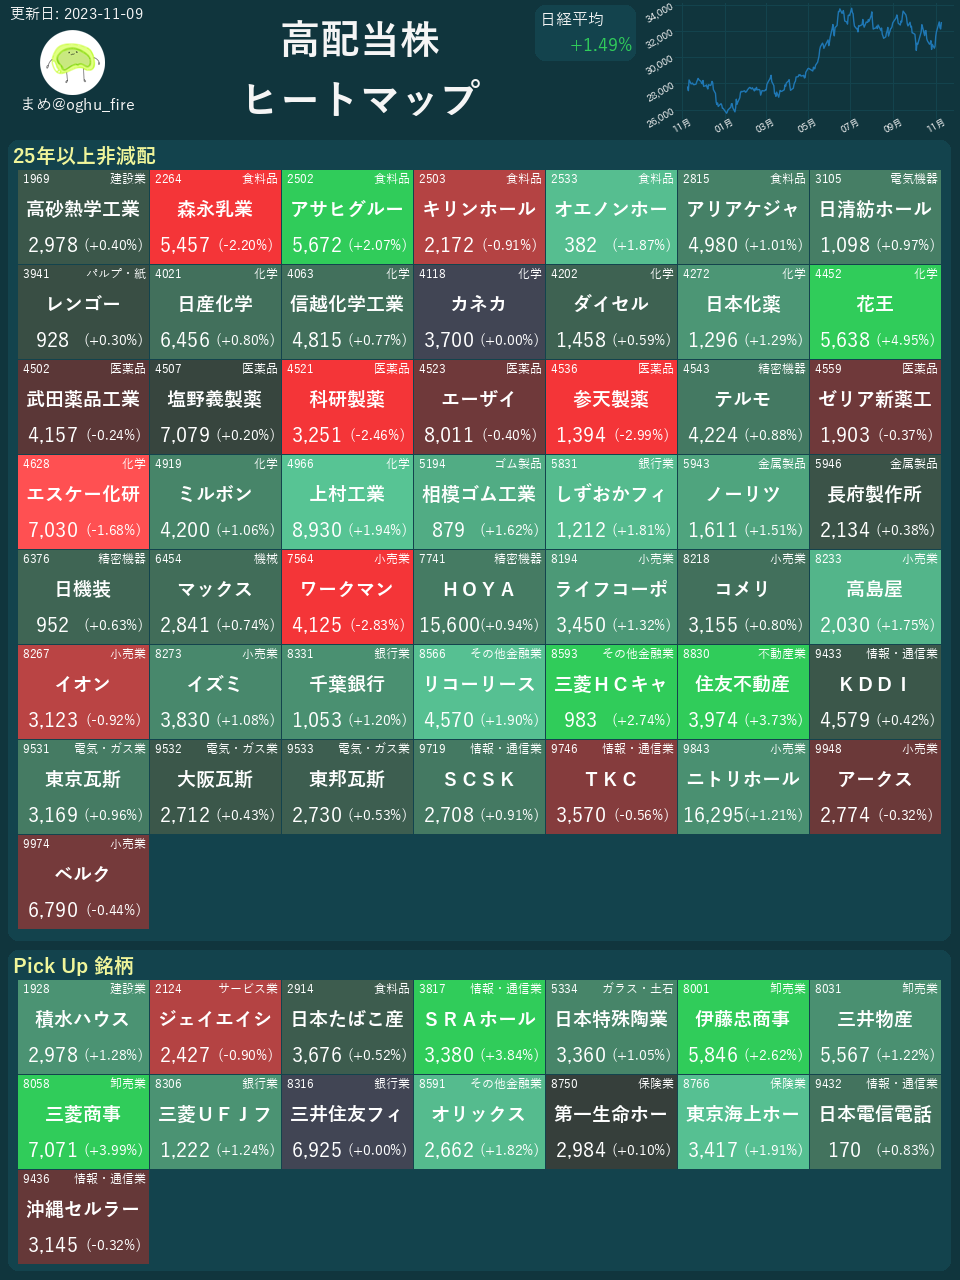 更新日: 2023-11-09
まめ@oghu_fire
高配当株
ヒートマップ
日経平均
+1.49%
34,000
32,000
30,000
28,000
26,000
11月 01月 03月 05月 07月 09月 11月
25年以上非減配
1969 建設業 2264 食料品 2502 食料品 2503 食料品 2533 食料品 2815 食料品 3105 電気機器
高砂熱学工業 森永乳業 アサヒグルー キリンホール オエノンホー アリアケジャ 日清紡ホール
2,978 (+0.40%) 5,457 (-2.20%) 5,672 (+2.07%) 2,172 (-0.91%) 382 (+1.87%) 4,980 (+1.01%) 1,098 (+0.97%)
3941 パルプ・紙 4021 化学 4063 化学 4118 化学 4202 化学 4272 化学 4452 化学
レンゴー 日産化学 信越化学工業 カネカ ダイセル 日本化薬 花王
928 (+0.30%) 6,456 (+0.80%) 4,815 (+0.77%) 3,700 (+0.00%) 1,458 (+0.59%) 1,296 (+1.29%) 5,638 (+4.95%)
4502 医薬品 4507 医薬品 4521 医薬品 4523 医薬品 4536 医薬品 4543 精密機器 4559 医薬品
武田薬品工業 塩野義製薬 科研製薬 エーザイ 参天製薬 テルモ ゼリア新薬工
4,157 (-0.24%) 7,079 (+0.20%) 3,251 (-2.46%) 8,011 (-0.40%) 1,394 (-2.99%) 4,224 (+0.88%) 1,903 (-0.37%)
4628 化学 4919 化学 4966 化学 5194 ゴム製品 5831 銀行業 5943 金属製品 5946 金属製品
エスケー化研 ミルボン 上村工業 相模ゴム工業 しずおかフィ ノーリツ 長府製作所
7,030 (-1.68%) 4,200 (+1.06%) 8,930 (+1.94%) 879 (+1.62%) 1,212 (+1.81%) 1,611 (+1.51%) 2,134 (+0.38%)
6376 精密機器 6454 機械 7564 小売業 7741 精密機器 8194 小売業 8218 小売業 8233 小売業
日機装 マックス ワークマン ＨＯＹＡ ライフコーポ コメリ 高島屋
952 (+0.63%) 2,841 (+0.74%) 4,125 (-2.83%) 15,600(+0.94%) 3,450 (+1.32%) 3,155 (+0.80%) 2,030 (+1.75%)
8267 小売業 8273 小売業 8331 銀行業 8566 その他金融業 8593 その他金融業 8830 不動産業 9433 情報・通信業
イオン イズミ 千葉銀行 リコーリース 三菱ＨＣキャ 住友不動産 ＫＤＤＩ
3,123 (-0.92%) 3,830 (+1.08%) 1,053 (+1.20%) 4,570 (+1.90%) 983 (+2.74%) 3,974 (+3.73%) 4,579 (+0.42%)
9531 電気・ガス業 9532 電気・ガス業 9533 電気・ガス業 9719 情報・通信業 9746 情報・通信業 9843 小売業 9948 小売業
東京瓦斯 大阪瓦斯 東邦瓦斯 ＳＣＳＫ ＴＫＣ ニトリホール アークス
3,169 (+0.96%) 2,712 (+0.43%) 2,730 (+0.53%) 2,708 (+0.91%) 3,570 (-0.56%) 16,295(+1.21%) 2,774 (-0.32%)
9974 小売業
ベルク
6,790 (-0.44%)
Pick Up 銘柄
1928 建設業 2124 サービス業 2914 食料品 3817 情報・通信業 5334 ガラス・土石 8001 卸売業 8031 卸売業
積水ハウス ジェイエイシ 日本たばこ産 ＳＲＡホール 日本特殊陶業 伊藤忠商事 三井物産
2,978 (+1.28%) 2,427 (-0.90%) 3,676 (+0.52%) 3,380 (+3.84%) 3,360 (+1.05%) 5,846 (+2.62%) 5,567 (+1.22%)
8058 卸売業 8306 銀行業 8316 銀行業 8591 その他金融業 8750 保険業 8766 保険業 9432 情報・通信業
三菱商事 三菱ＵＦＪフ 三井住友フィ オリックス 第一生命ホー 東京海上ホー 日本電信電話
7,071 (+3.99%) 1,222 (+1.24%) 6,925 (+0.00%) 2,662 (+1.82%) 2,984 (+0.10%) 3,417 (+1.91%) 170 (+0.83%)
9436 情報・通信業
沖縄セルラー
3,145 (-0.32%)